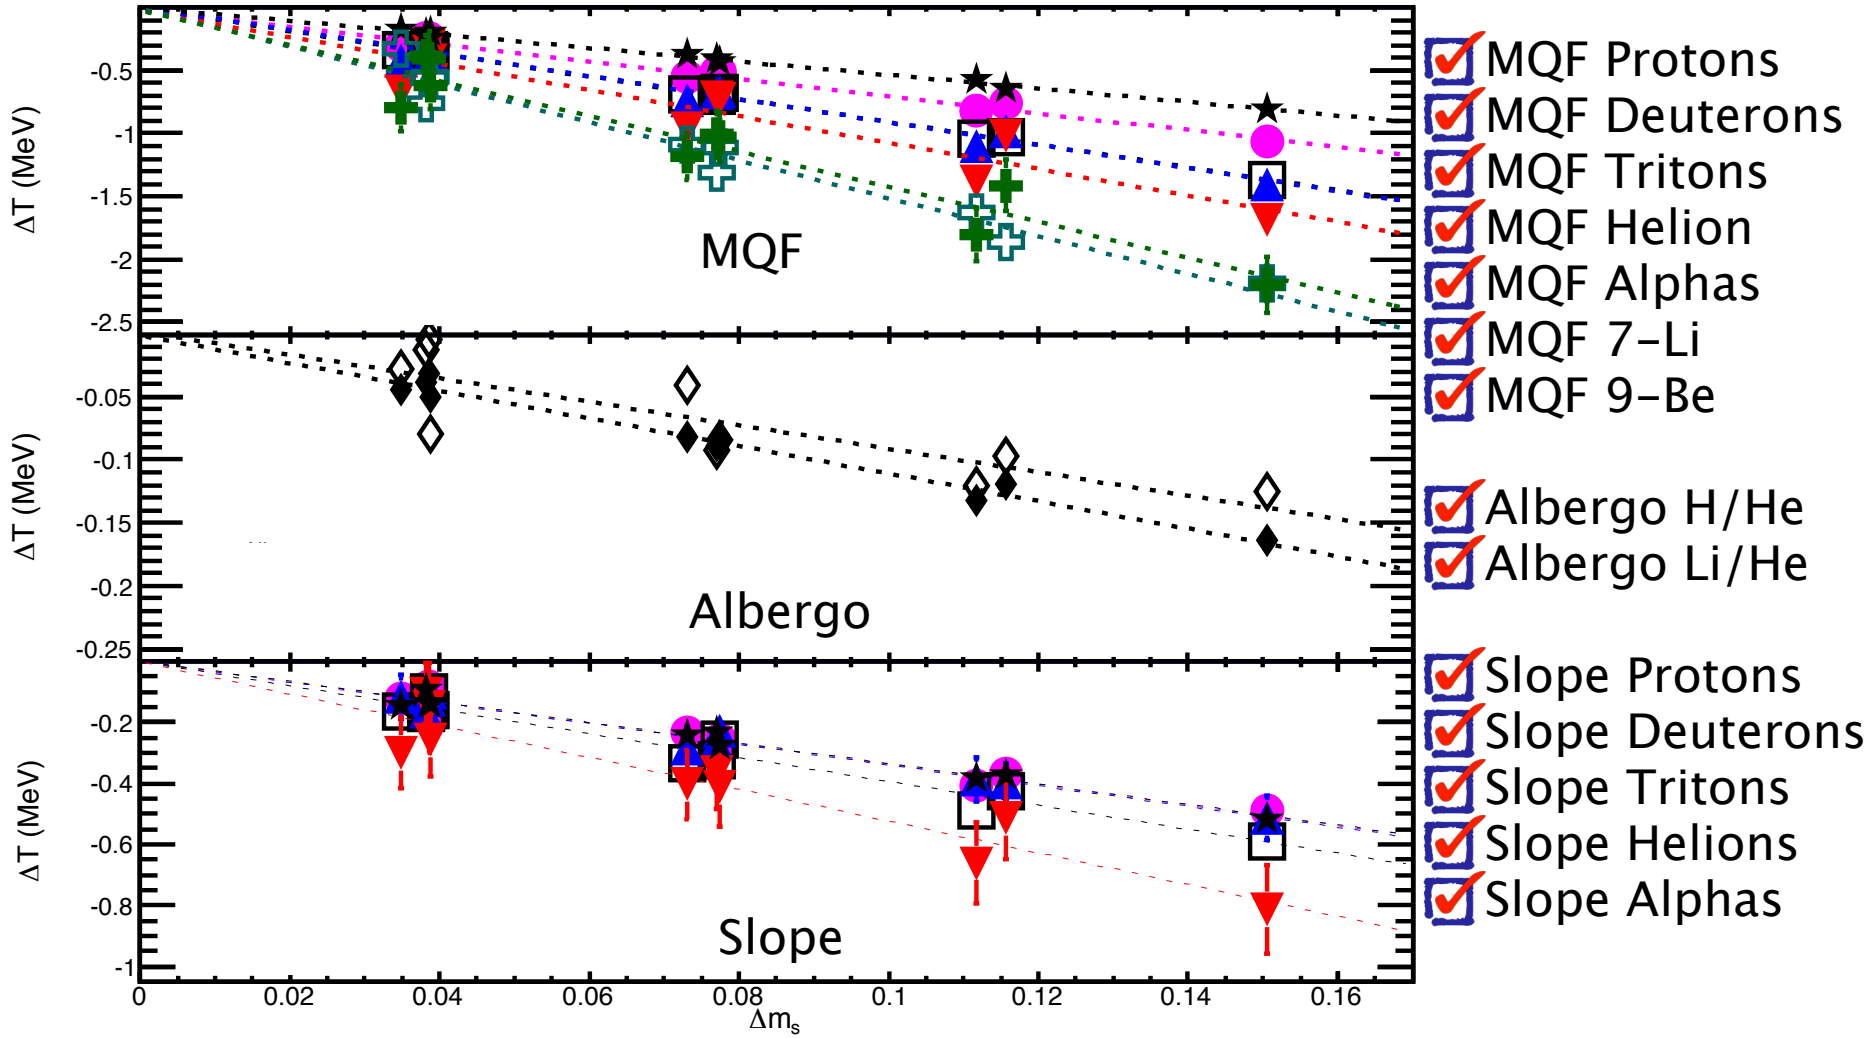 -0.5
-1
-1.5
-2
-2.5
ΔT (MeV)
MQF
-0.05
-0.1
-0.15
-0.2
-0.25
ΔT (MeV)
Albergo
-0.2
-0.4
-0.6
-0.8
-1
ΔT (MeV)
Slope
0 0.02 0.04 0.06 0.08 0.1 0.12 0.14 0.16
Δmₛ
MQF Protons
MQF Deuterons
MQF Tritons
MQF Helion
MQF Alphas
MQF 7-Li
MQF 9-Be
Albergo H/He
Albergo Li/He
Slope Protons
Slope Deuterons
Slope Tritons
Slope Helions
Slope Alphas